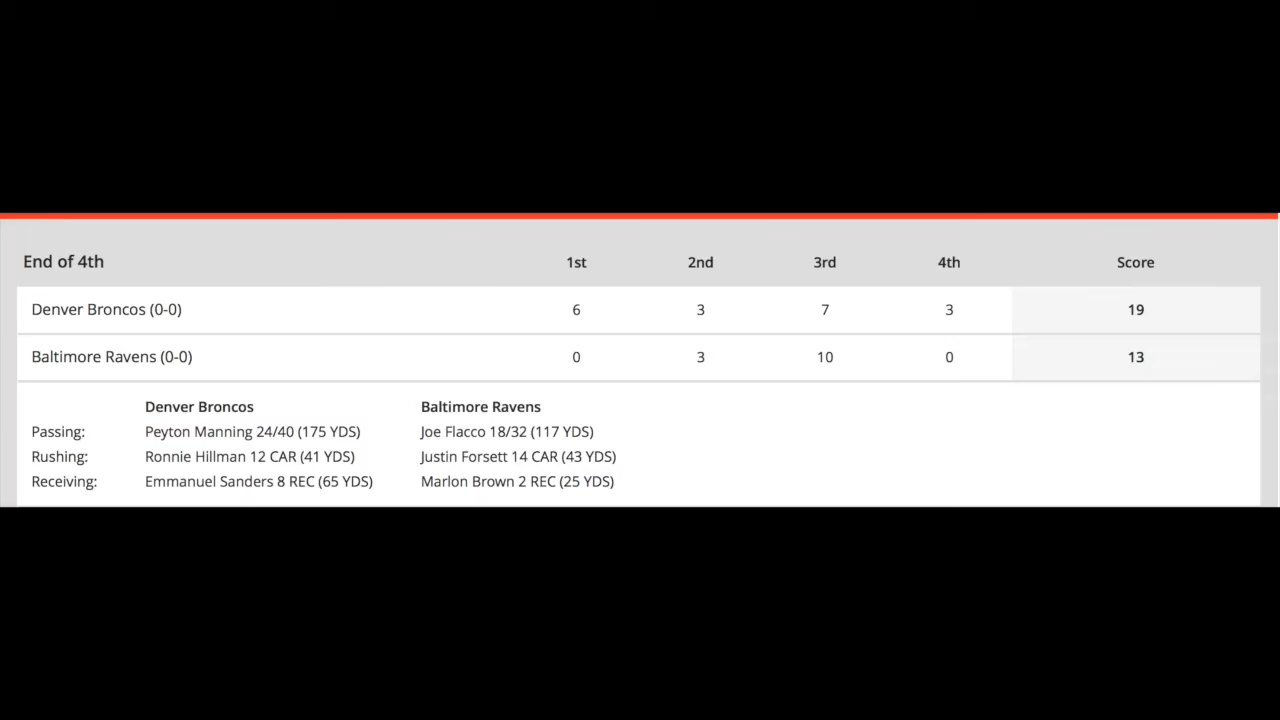 End of 4th 1st 2nd 3rd 4th Score
Denver Broncos (0-0) 6 3 7 3 19
Baltimore Ravens (0-0) 0 3 10 0 13
Denver Broncos Baltimore Ravens
Passing: Peyton Manning 24/40 (175 YDS) Joe Flacco 18/32 (117 YDS)
Rushing: Ronnie Hillman 12 CAR (41 YDS) Justin Forsett 14 CAR (43 YDS)
Receiving: Emmanuel Sanders 8 REC (65 YDS) Marlon Brown 2 REC (25 YDS)